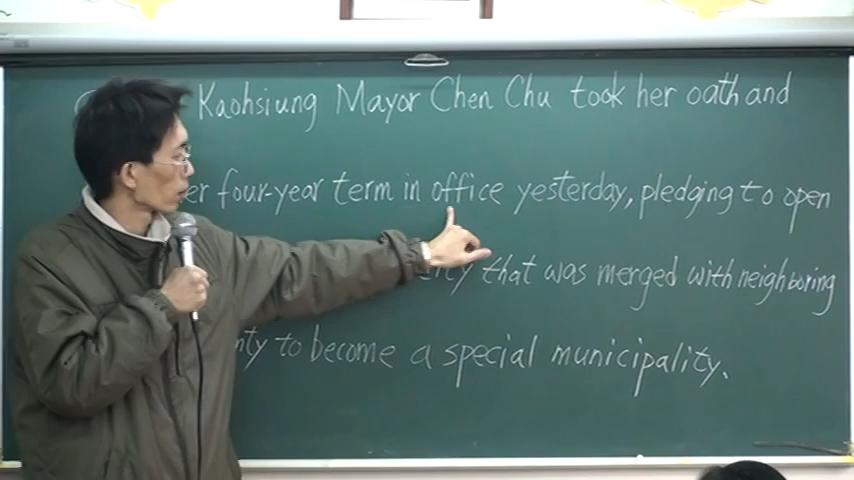 Kaohsiung Mayor Chen Chu took her oath and
four-year term in office yesterday, pledging to open
that was merged with neighboring
to become a special municipality.